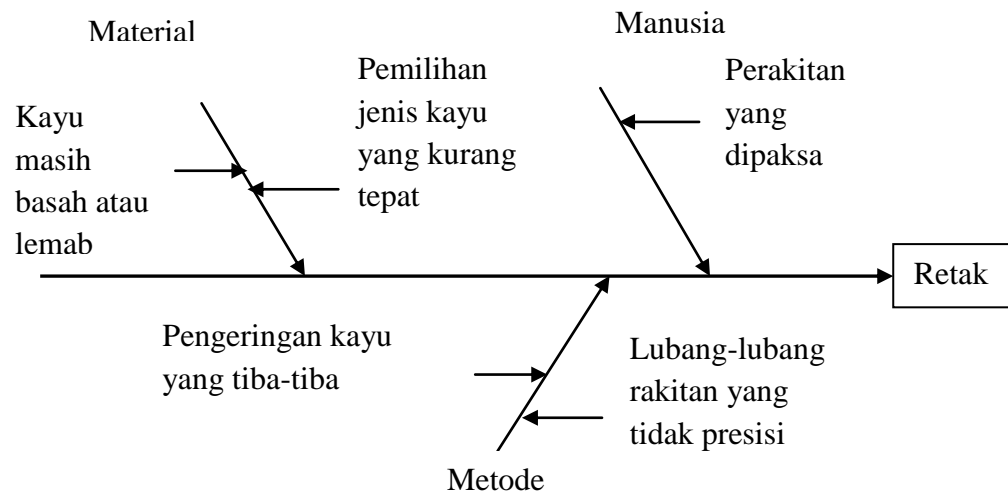 Material
Manusia
Kayu
masih
basah atau
lemab
Pemilihan
jenis kayu
yang kurang
tepat
Perakitan
yang
dipaksa
Retak
Pengeringan kayu
yang tiba-tiba
Lubang-lubang
rakitan yang
tidak presisi
Metode